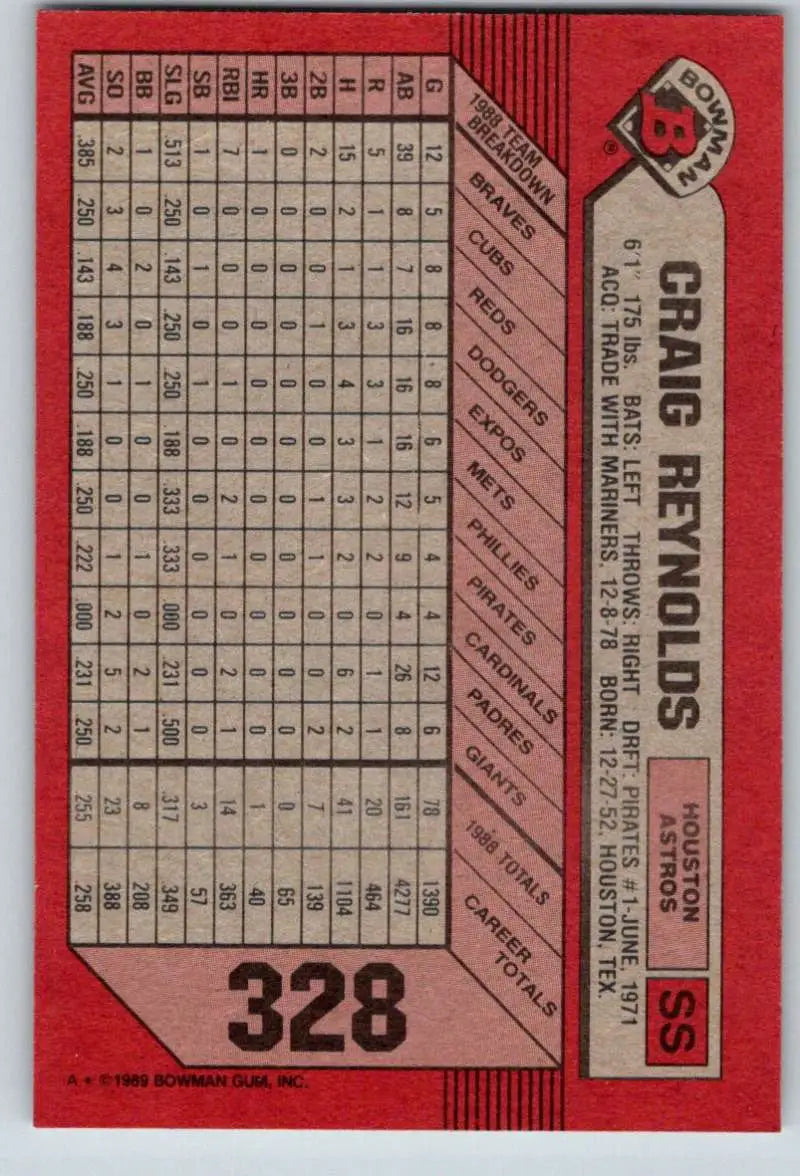 BOWMAN
B
®
CRAIG REYNOLDS
HOUSTON
ASTROS
SS
6'1" 175 lbs. BATS: LEFT THROWS: RIGHT DRFT: PIRATES #1-JUNE, 1971
ACQ: TRADE WITH MARINERS, 12-8-78 BORN: 12-27-52, HOUSTON, TEX.
1988 TEAM
BREAKDOWN
BRAVES
CUBS
REDS
DODGERS
EXPOS
METS
PHILLIES
PIRATES
CARDINALS
PADRES
GIANTS
1988 TOTALS
CAREER
TOTALS
G 12 5 8 8 8 6 5 4 4 12 6 78 1390
AB 39 8 7 16 16 16 12 9 4 26 8 161 4277
R 5 1 1 3 3 1 2 2 0 1 1 20 464
H 15 2 1 3 4 3 3 2 0 6 2 41 1104
2B 2 0 0 1 0 0 1 1 0 0 2 7 139
3B 0 0 0 0 0 0 0 0 0 0 0 0 65
HR 1 0 0 0 0 0 0 0 0 0 0 1 40
RBI 7 0 0 0 1 0 2 1 0 2 1 14 363
SB 1 0 1 0 1 0 0 0 0 0 0 3 57
SLG .513 .250 .143 .250 .250 .188 .333 .333 .000 .231 .500 .317 .349
BB 1 0 2 0 1 0 0 1 0 2 1 8 208
SO 2 3 4 3 1 0 0 1 2 5 2 23 388
AVG .385 .250 .143 .188 .250 .188 .250 .222 .000 .231 .250 .255 .258
328
A • ©1989 BOWMAN GUM, INC.